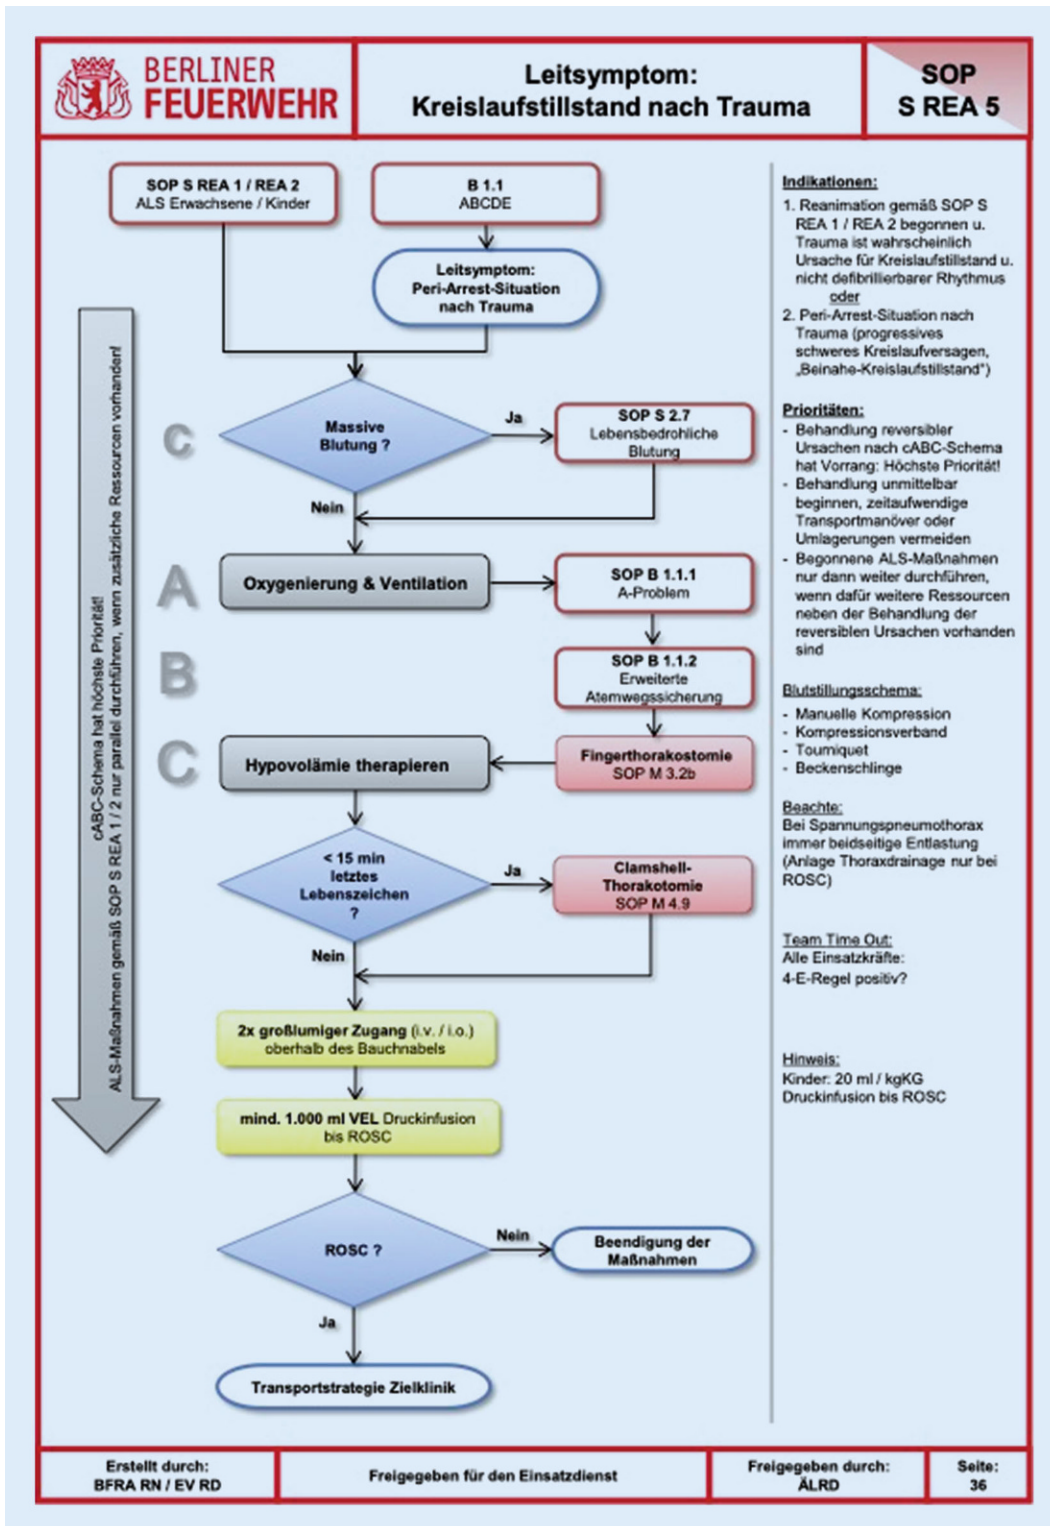 BERLINER
FEUERWEHR
Leitsymptom:
Kreislaufstillstand nach Trauma
SOP
S REA 5
SOP S REA 1 / REA 2
ALS Erwachsene / Kinder
B 1.1
ABCDE
Leitsymptom:
Peri-Arrest-Situation
nach Trauma
cABC-Schema hat höchste Priorität!
ALS-Maßnahmen gemäß SOP S REA 1 / 2 nur parallel durchführen, wenn zusätzliche Ressourcen vorhanden!
c
Massive
Blutung ?
Ja
SOP S 2.7
Lebensbedrohliche
Blutung
Nein
A
Oxygenierung & Ventilation
SOP B 1.1.1
A-Problem
B
SOP B 1.1.2
Erweiterte
Atemwegssicherung
C
Hypovolämie therapieren
Fingerthorakostomie
SOP M 3.2b
< 15 min
letztes
Lebenszeichen
?
Ja
Clamshell-
Thorakotomie
SOP M 4.9
Nein
2x großlumiger Zugang (i.v. / i.o.)
oberhalb des Bauchnabels
mind. 1.000 ml VEL Druckinfusion
bis ROSC
ROSC ?
Nein
Beendigung der
Maßnahmen
Ja
Transportstrategie Zielklinik
Indikationen:
1. Reanimation gemäß SOP S
REA 1 / REA 2 begonnen u.
Trauma ist wahrscheinlich
Ursache für Kreislaufstillstand u.
nicht defibrillierbarer Rhythmus
oder
2. Peri-Arrest-Situation nach
Trauma (progressives
schweres Kreislaufversagen,
„Beinahe-Kreislaufstillstand")
Prioritäten:
- Behandlung reversibler
Ursachen nach cABC-Schema
hat Vorrang: Höchste Priorität!
- Behandlung unmittelbar
beginnen, zeitaufwendige
Transportmanöver oder
Umlagerungen vermeiden
- Begonnene ALS-Maßnahmen
nur dann weiter durchführen,
wenn dafür weitere Ressourcen
neben der Behandlung der
reversiblen Ursachen vorhanden
sind
Blutstillungsschema:
- Manuelle Kompression
- Kompressionsverband
- Tourniquet
- Beckenschlinge
Beachte:
Bei Spannungspneumothorax
immer beidseitige Entlastung
(Anlage Thoraxdrainage nur bei
ROSC)
Team Time Out:
Alle Einsatzkräfte:
4-E-Regel positiv?
Hinweis:
Kinder: 20 ml / kgKG
Druckinfusion bis ROSC
Erstellt durch:
BFRA RN / EV RD
Freigegeben für den Einsatzdienst
Freigegeben durch:
ÄLRD
Seite:
36